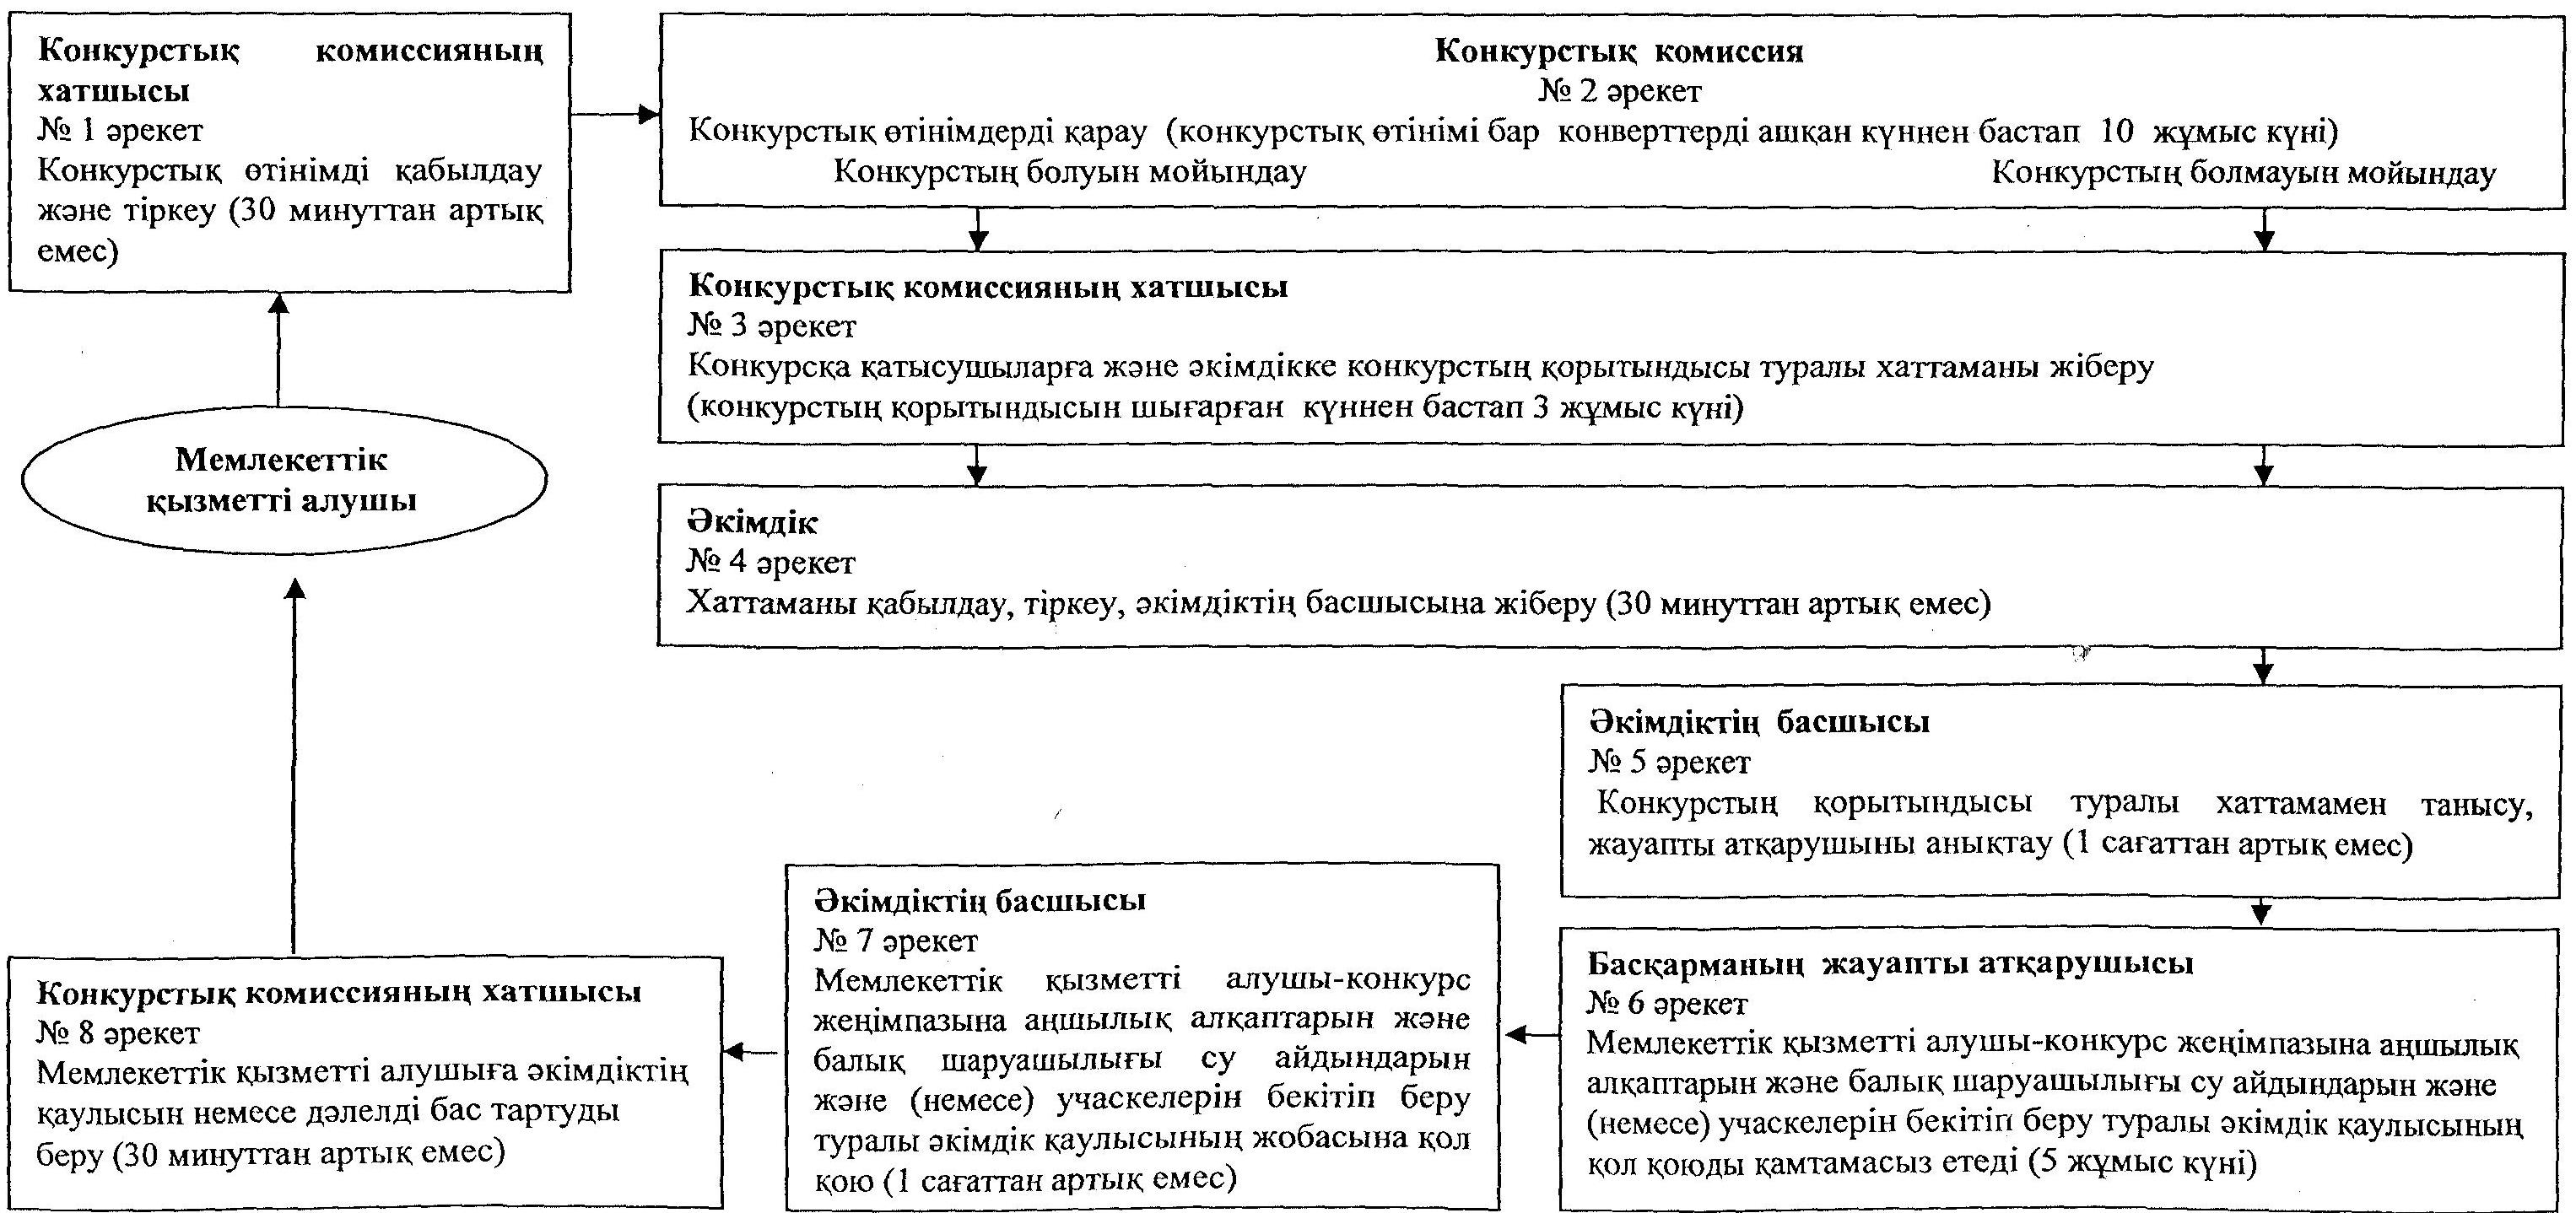 Конкурстық комиссияның
хатшысы
№ 1 әрекет
Конкурстық өтінімді қабылдау
және тіркеу (30 минуттан артық
емес)
Конкурстық комиссия
№ 2 әрекет
Конкурстық өтінімдерді қарау (конкурстық өтінімі бар конверттерді ашқан күннен бастап 10 жұмыс күні)
Конкурстың болуын мойындау Конкурстың болмауын мойындау
Конкурстық комиссияның хатшысы
№ 3 әрекет
Конкурсқа қатысушыларға және әкімдікке конкурстың қорытындысы туралы хаттаманы жіберу
(конкурстың қорытындысын шығарған күннен бастап 3 жұмыс күні)
Мемлекеттік
қызметті алушы
Әкімдік
№ 4 әрекет
Хаттаманы қабылдау, тіркеу, әкімдіктің басшысына жіберу (30 минуттан артық емес)
Әкімдіктің басшысы
№ 5 әрекет
Конкурстың қорытындысы туралы хаттамамен танысу,
жауапты атқарушыны анықтау (1 сағаттан артық емес)
Басқарманың жауапты атқарушысы
№ 6 әрекет
Мемлекеттік қызметті алушы-конкурс жеңімпазына аңшылық
алқаптарын және балық шаруашылығы су айдындарын және
(немесе) учаскелерін бекітіп беру туралы әкімдік қаулысының
қол қоюды қамтамасыз етеді (5 жұмыс күні)
Әкімдіктің басшысы
№ 7 әрекет
Мемлекеттік қызметті алушы-конкурс
жеңімпазына аңшылық алқаптарын және
балық шаруашылығы су айдындарын
және (немесе) учаскелерін бекітіп беру
туралы әкімдік қаулысының жобасына қол
қою (1 сағаттан артық емес)
Конкурстық комиссияның хатшысы
№ 8 әрекет
Мемлекеттік қызметті алушыға әкімдіктің
қаулысын немесе дәлелді бас тартуды
беру (30 минуттан артық емес)